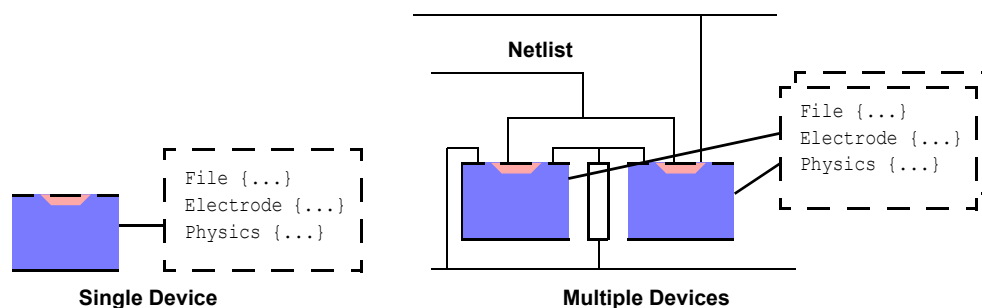 Netlist
File {...}
Electrode {...}
Physics {...}
File {...}
Electrode {...}
Physics {...}
Single Device
Multiple Devices